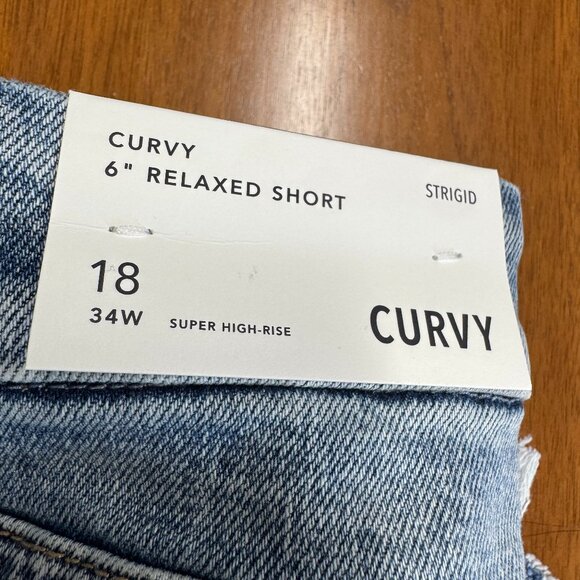 CURVY
6" RELAXED SHORT
STRIGID
18
34W
SUPER HIGH-RISE
CURVY